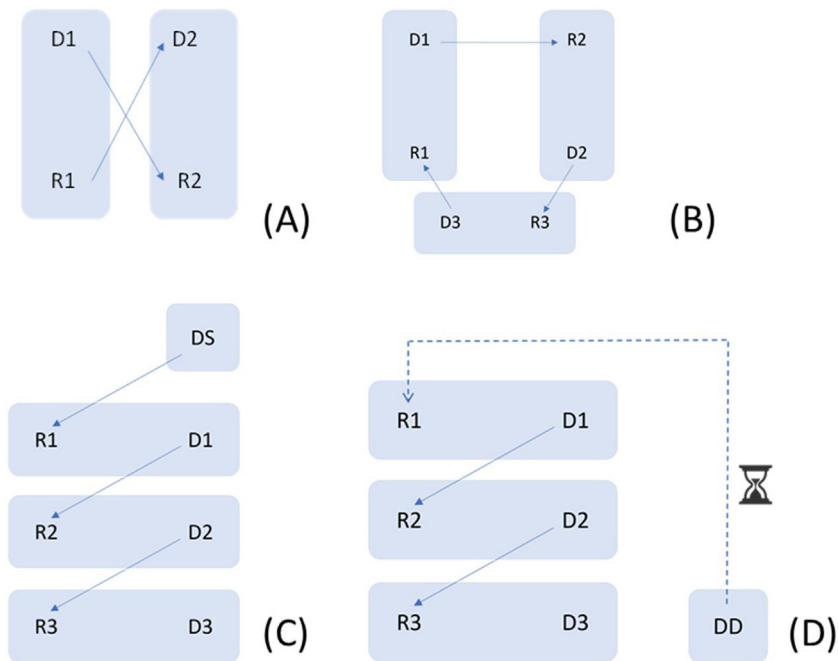 D1 D2
R1 R2
(A)
D1 R2
R1 D2
D3 R3
(B)
DS
R1 D1
R2 D2
R3 D3
(C)
R1 D1
R2 D2
R3 D3
DD
(D)